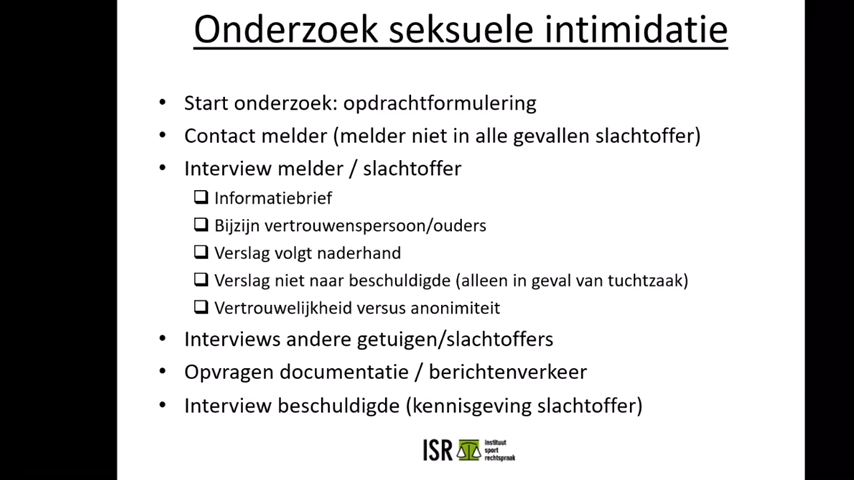 Onderzoek seksuele intimidatie
• Start onderzoek: opdrachtformulering
• Contact melder (melder niet in alle gevallen slachtoffer)
• Interview melder / slachtoffer
❑ Informatiebrief
❑ Bijzijn vertrouwenspersoon/ouders
❑ Verslag volgt naderhand
❑ Verslag niet naar beschuldigde (alleen in geval van tuchtzaak)
❑ Vertrouwelijkheid versus anonimiteit
• Interviews andere getuigen/slachtoffers
• Opvragen documentatie / berichtenverkeer
• Interview beschuldigde (kennisgeving slachtoffer)
ISR
instituut
sport
rechtspraak